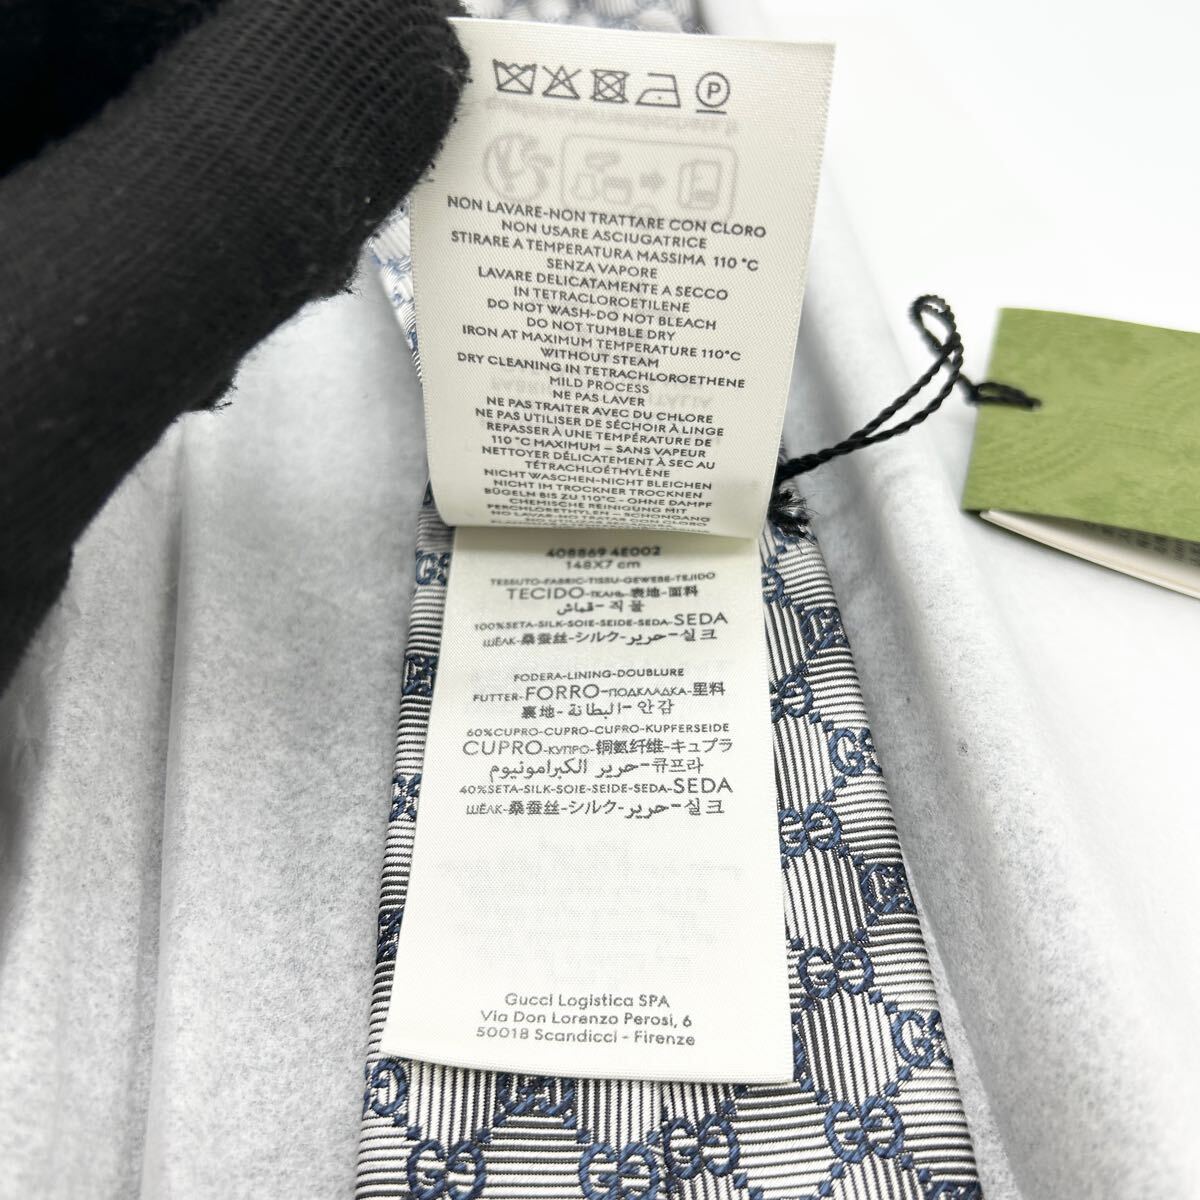 P
NON LAVARE-NON TRATTARE CON CLORO
NON USARE ASCIUGATRICE
STIRARE A TEMPERATURA MASSIMA 110 °C
SENZA VAPORE
LAVARE DELICATAMENTE A SECCO
IN TETRACLOROETILENE
DO NOT WASH-DO NOT BLEACH
DO NOT TUMBLE DRY
IRON AT MAXIMUM TEMPERATURE 110°C
WITHOUT STEAM
DRY CLEANING IN TETRACHLOROETHENE
MILD PROCESS
NE PAS LAVER
NE PAS TRAITER AVEC DU CHLORE
NE PAS UTILISER DE SÉCHOIR À LINGE
REPASSER À UNE TEMPÉRATURE DE
110 °C MAXIMUM – SANS VAPEUR
NETTOYER DÉLICATEMENT À SEC AU
TÉTRACHLOÉTHYLÈNE
NICHT WASCHEN-NICHT BLEICHEN
NICHT IM TROCKNER TROCKNEN
BÜGELN BIS ZU 110°C - OHNE DAMPF
CHEMISCHE REINIGUNG MIT
PERCHLORETHYLEN – SCHONGANG
NO LAVAR-NO TRATAR CON CLORO
408869 4E002
148X7 cm
TESSUTO-FABRIC-TISSU-GEWEBE-TEJIDO
TECIDO-ТКАНЬ-表地-面料
قماش-직물
100%SETA-SILK-SOIE-SEIDE-SEDA-SEDA
ШЁЛК-桑蚕丝-シルク-حرير-실크
FODERA-LINING-DOUBLURE
FUTTER-FORRO-ПОДКЛАДКА-里料
裏地-البطانة-안감
60%CUPRO-CUPRO-CUPRO-KUPFERSEIDE
CUPRO-КУПРО-铜氨纤维-キュプラ
حرير الكبرامونيوم-큐프라
40%SETA-SILK-SOIE-SEIDE-SEDA-SEDA
ШЁЛК-桑蚕丝-シルク-حرير-실크
Gucci Logistica SPA
Via Don Lorenzo Perosi, 6
50018 Scandicci - Firenze